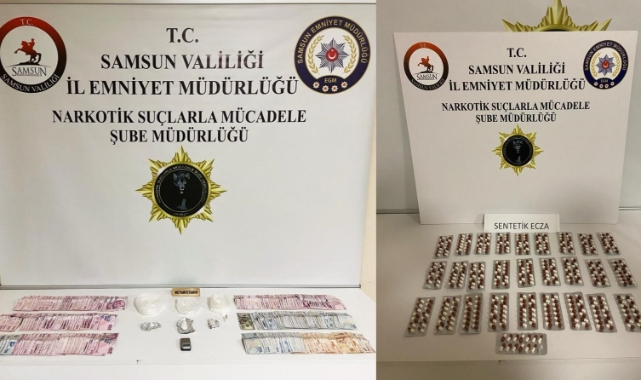 T.C.
SAMSUN
SAMSUN VALİLİĞİ
SAMSUN EMNİYET MÜDÜRLÜĞÜ
EGM
T.C.
SAMSUN VALİLİĞİ
İL EMNİYET MÜDÜRLÜĞÜ
NARKOTİK SUÇLARLA MÜCADELE
ŞUBE MÜDÜRLÜĞÜ
SAMSUN
T.C.
SAMSUN VALİLİĞİ
İL EMNİYET MÜDÜRLÜĞÜ
NARKOTİK SUÇLARLA MÜCADELE
ŞUBE MÜDÜRLÜĞÜ
SENTETİK ECZA